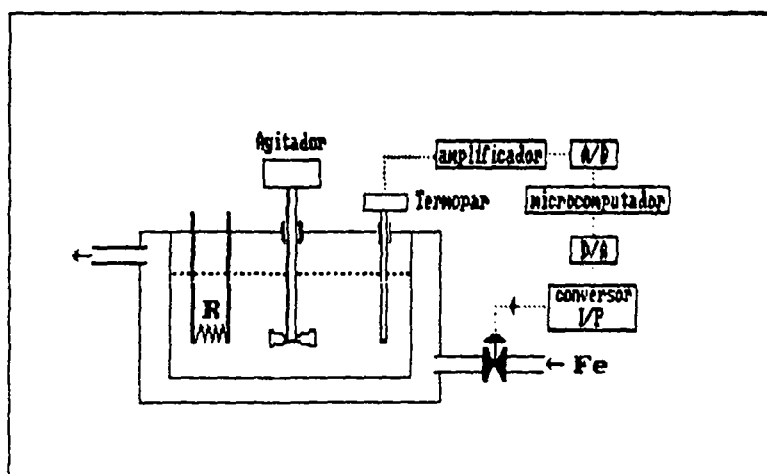 Agitador
amplificador
A/D
Termopar
microcomputador
D/A
conversor
I/P
R
← Fe